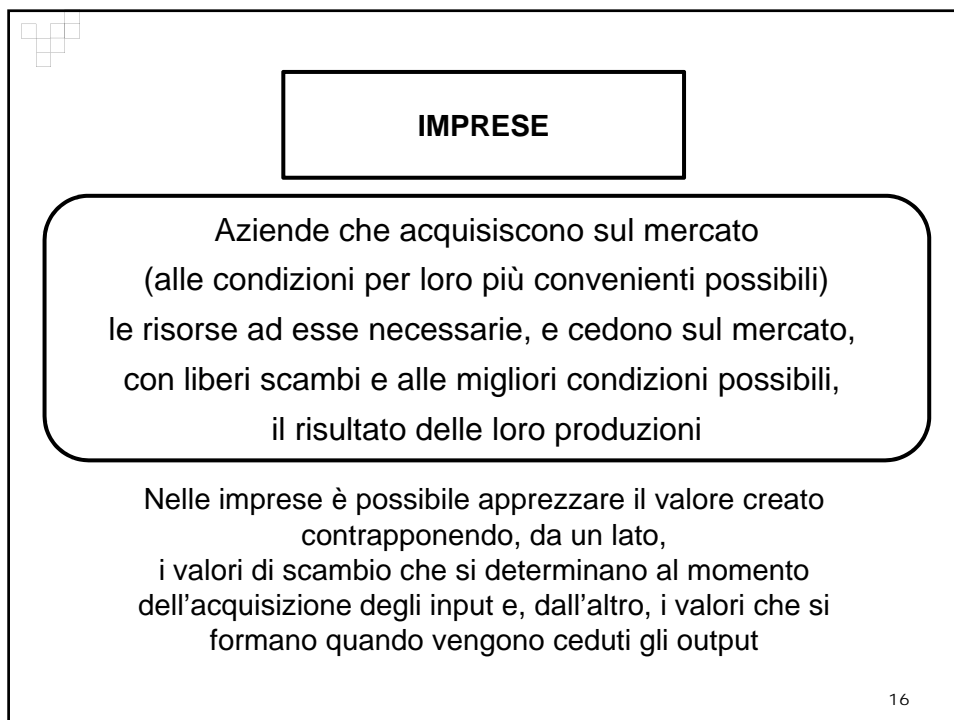 IMPRESE
Aziende che acquisiscono sul mercato
(alle condizioni per loro più convenienti possibili)
le risorse ad esse necessarie, e cedono sul mercato,
con liberi scambi e alle migliori condizioni possibili,
il risultato delle loro produzioni
Nelle imprese è possibile apprezzare il valore creato
contrapponendo, da un lato,
i valori di scambio che si determinano al momento
dell'acquisizione degli input e, dall'altro, i valori che si
formano quando vengono ceduti gli output
16